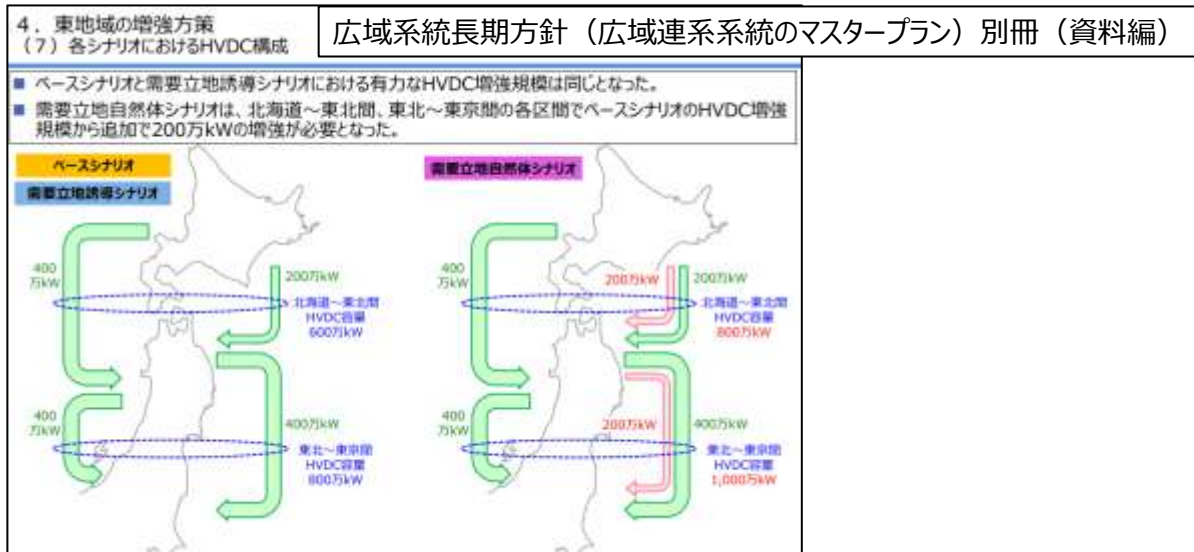 4．東地域の増強方策
（7）各シナリオにおけるHVDC構成
広域系統長期方針（広域連系系統のマスタープラン）別冊（資料編）
■ ベースシナリオと需要立地誘導シナリオにおける有力なHVDC増強規模は同じとなった。
■ 需要立地自然体シナリオは、北海道～東北間、東北～東京間の各区間でベースシナリオのHVDC増強
規模から追加で200万kWの増強が必要となった。
ベースシナリオ
需要立地誘導シナリオ
400
万kW
200万kW
北海道～東北間
HVDC容量
600万kW
400
万kW
400万kW
東北～東京間
HVDC容量
800万kW
需要立地自然体シナリオ
400
万kW
200万kW
200万kW
北海道～東北間
HVDC容量
800万kW
400
万kW
200万kW
400万kW
東北～東京間
HVDC容量
1,000万kW